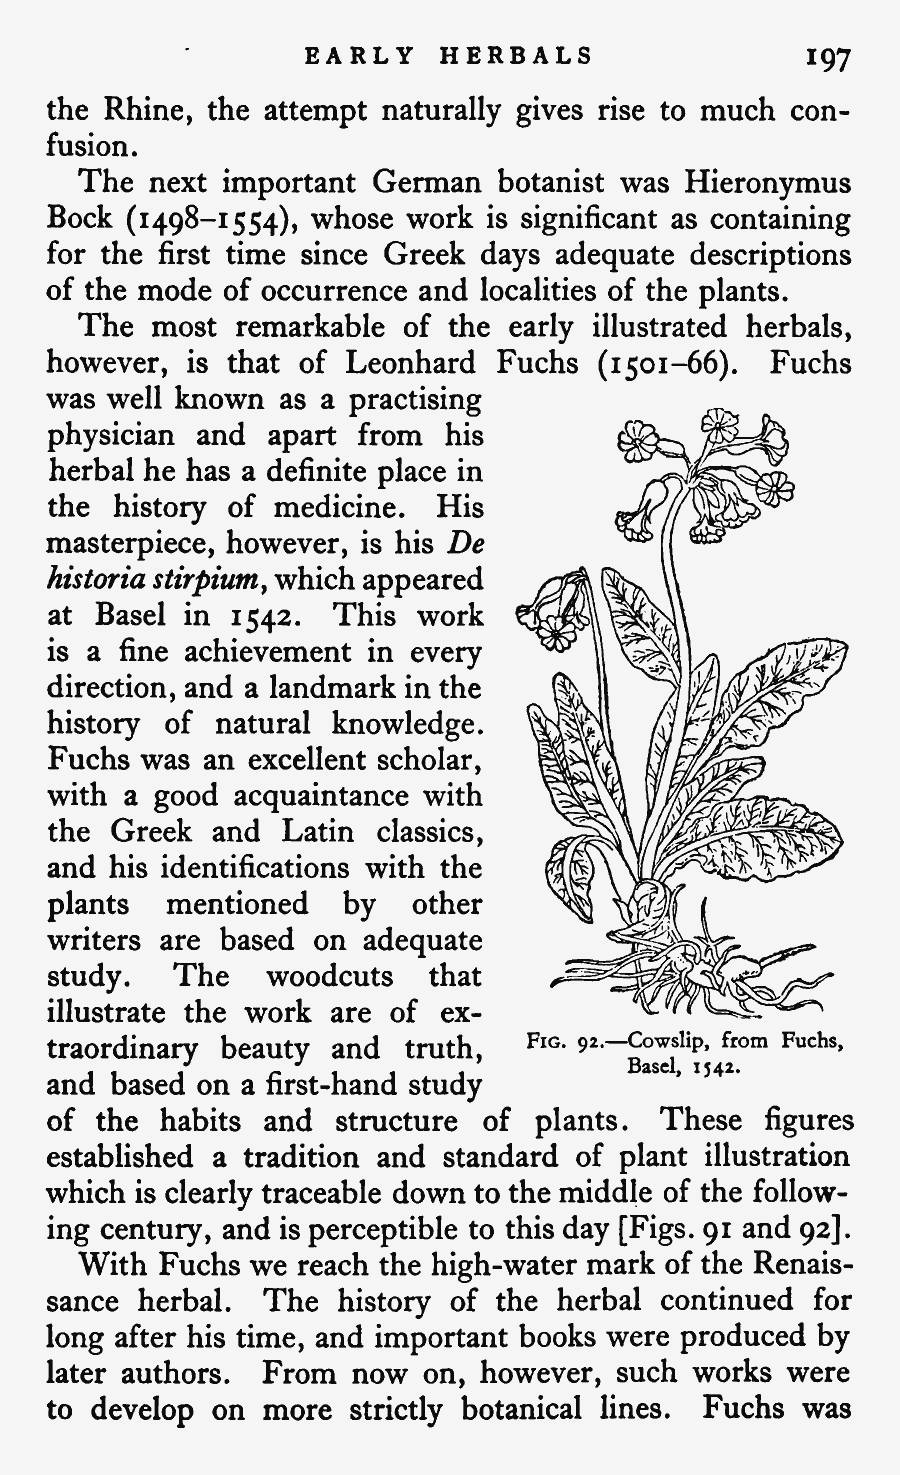 EARLY HERBALS 197
the Rhine, the attempt naturally gives rise to much con-
fusion.
The next important German botanist was Hieronymus
Bock (1498–1554), whose work is significant as containing
for the first time since Greek days adequate descriptions
of the mode of occurrence and localities of the plants.
The most remarkable of the early illustrated herbals,
however, is that of Leonhard Fuchs (1501–66). Fuchs
was well known as a practising
physician and apart from his
herbal he has a definite place in
the history of medicine. His
masterpiece, however, is his De
historia stirpium, which appeared
at Basel in 1542. This work
is a fine achievement in every
direction, and a landmark in the
history of natural knowledge.
Fuchs was an excellent scholar,
with a good acquaintance with
the Greek and Latin classics,
and his identifications with the
plants mentioned by other
writers are based on adequate
study. The woodcuts that
illustrate the work are of ex-
traordinary beauty and truth,
and based on a first-hand study
FIG. 92.—Cowslip, from Fuchs,
Basel, 1542.
of the habits and structure of plants. These figures
established a tradition and standard of plant illustration
which is clearly traceable down to the middle of the follow-
ing century, and is perceptible to this day [Figs. 91 and 92].
With Fuchs we reach the high-water mark of the Renais-
sance herbal. The history of the herbal continued for
long after his time, and important books were produced by
later authors. From now on, however, such works were
to develop on more strictly botanical lines. Fuchs was